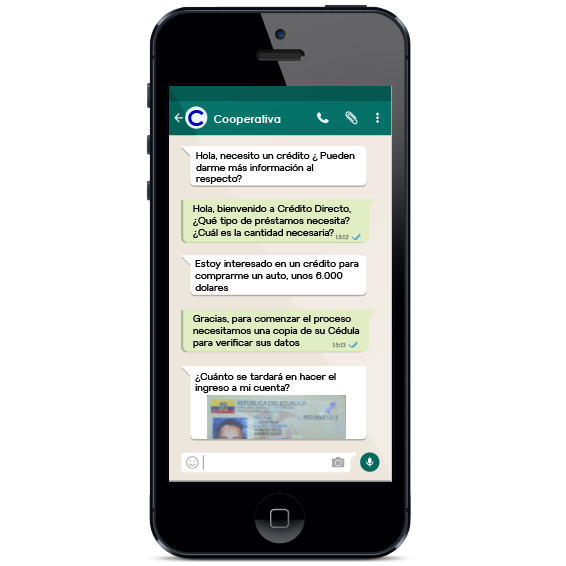 C Cooperativa
Hola, necesito un crédito ¿ Pueden
darme más información al
respecto?
Hola, bienvenido a Crédito Directo,
¿Qué tipo de préstamos necesita?
¿Cuál es la cantidad necesaria? 15:12
Estoy interesado en un crédito para
comprarme un auto, unos 6.000
dolares
Gracias, para comenzar el proceso
necesitamos una copia de su Cédula
para verificar sus datos 15:13
¿Cuánto se tardará en hacer el
ingreso a mi cuenta?
REPUBLICA DEL ECUADOR